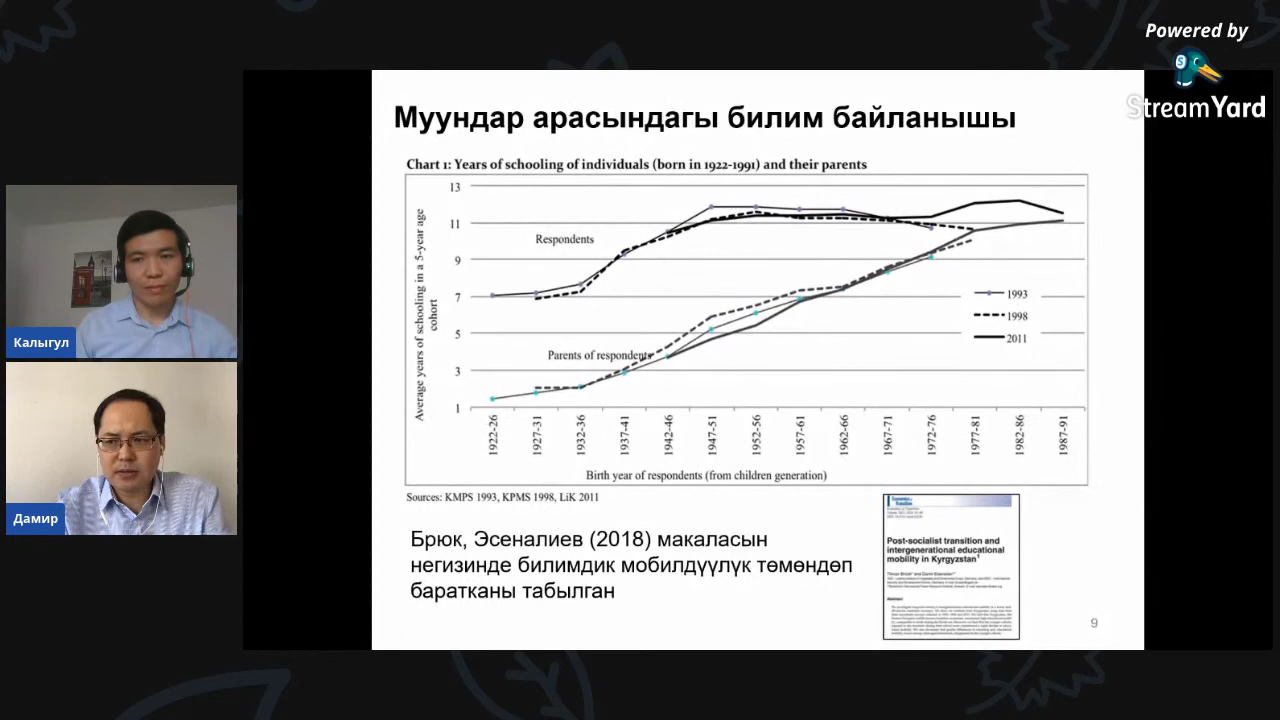 Powered by
StreamYard
Муундар арасындагы билим байланышы
Chart 1: Years of schooling of individuals (born in 1922-1991) and their parents
Average years of schooling in a 5-year age
cohort
13
11
9
7
5
3
1
Respondents
Parents of respondents
1993
1998
2011
1922-26
1927-31
1932-36
1937-41
1942-46
1947-51
1952-56
1957-61
1962-66
1967-71
1972-76
1977-81
1982-86
1987-91
Birth year of respondents (from children generation)
Sources: KMPS 1993, KPMS 1998, LiK 2011
Брюк, Эсеналиев (2018) макаласын
негизинде билимдик мобилдүүлүк төмөндөп
баратканы табылган
Post-socialist transition and
intergenerational educational
mobility in Kyrgyzstan
9
Калыгул
Дамир